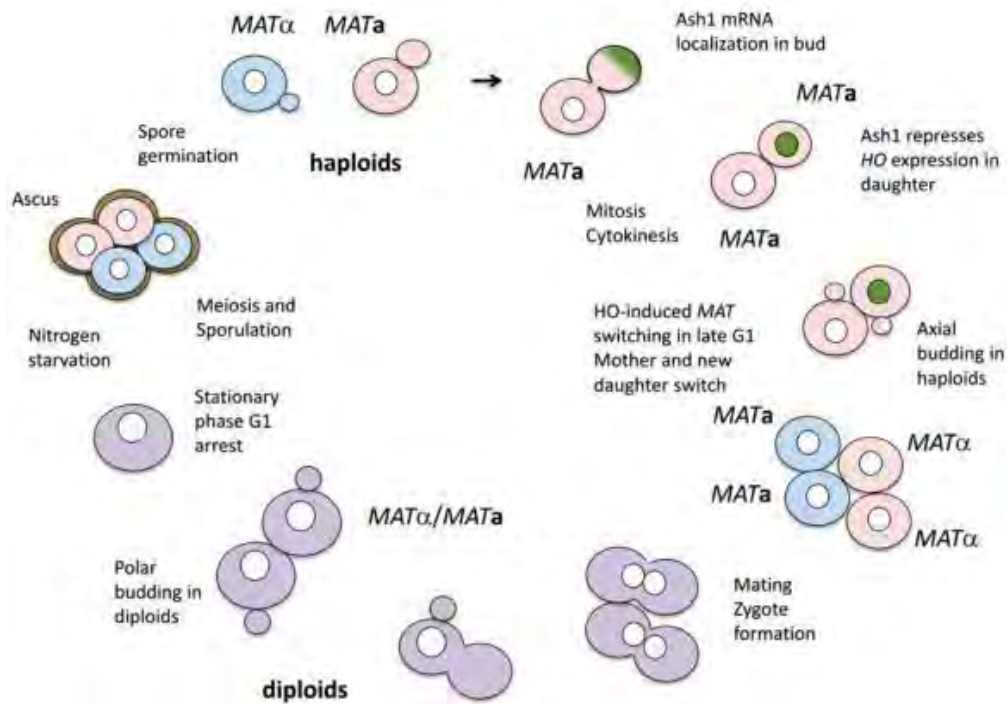 MATα
MATa
Ash1 mRNA
localization in bud
Spore
germination
haploids
MATa
MATa
Ash1 represses
HO expression in
daughter
Mitosis
Cytokinesis
MATa
Ascus
Meiosis and
Sporulation
Nitrogen
starvation
HO-induced MAT
switching in late G1
Mother and new
daughter switch
Axial
budding in
haploids
Stationary
phase G1
arrest
MATa
MATα
MATa
MATα
MATα/MATa
Polar
budding in
diploids
Mating
Zygote
formation
diploids